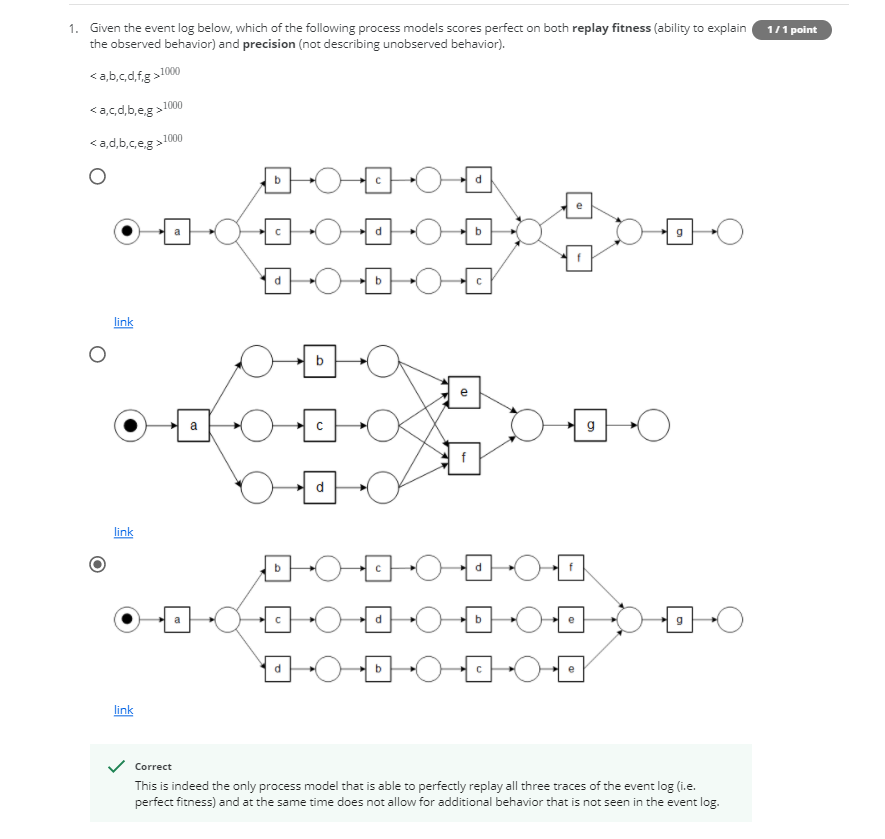 1. Given the event log below, which of the following process models scores perfect on both replay fitness (ability to explain
1 / 1 point
the observed behavior) and precision (not describing unobserved behavior).
< a,b,c,d,f,g >1000
< a,c,d,b,e,g >1000
< a,d,b,c,e,g >1000
b c d
e
a c d b g
f
d b c
link
b
e
a c g
f
d
link
b c d f
a c d b e g
d b c e
link
Correct
This is indeed the only process model that is able to perfectly replay all three traces of the event log (i.e.
perfect fitness) and at the same time does not allow for additional behavior that is not seen in the event log.